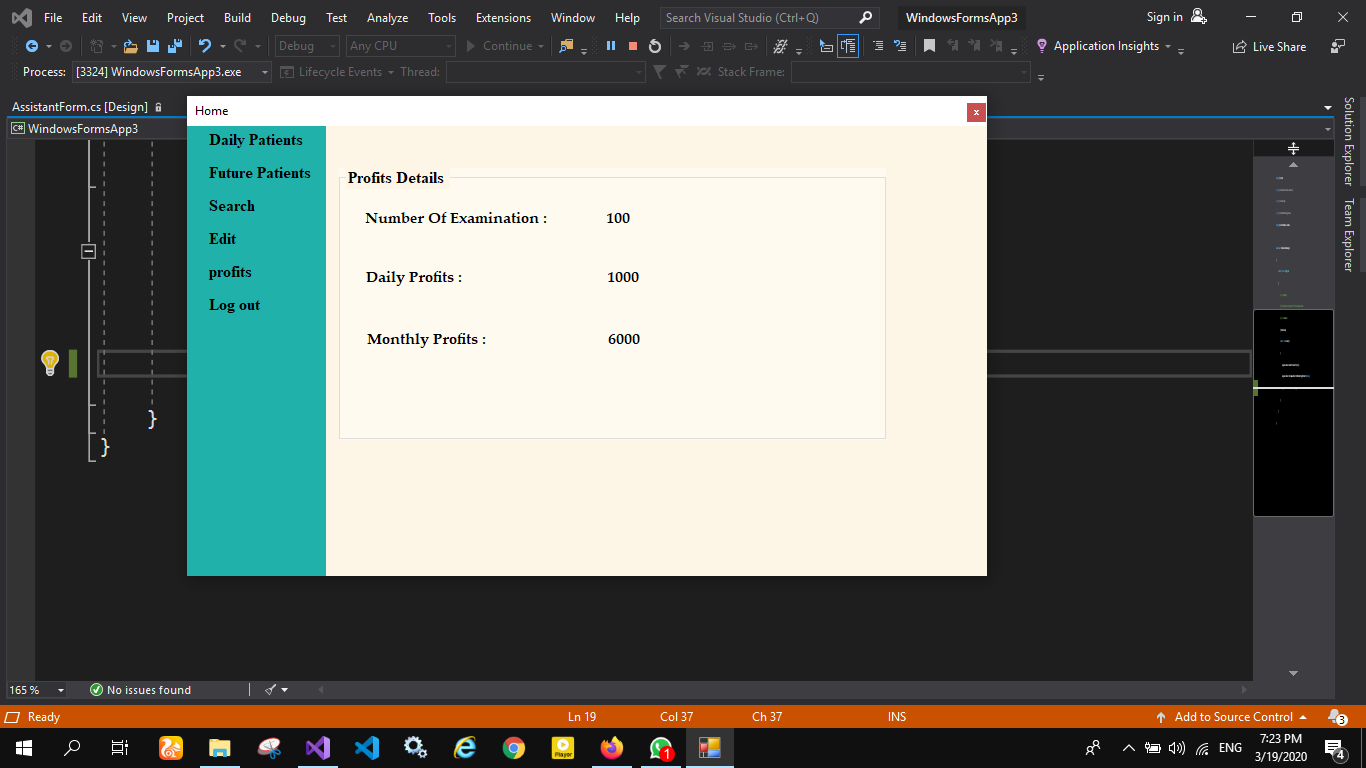 File Edit View Project Build Debug Test Analyze Tools Extensions Window Help Search Visual Studio (Ctrl+Q) WindowsFormsApp3 Sign in
Debug Any CPU Continue Application Insights Live Share
Process: [3324] WindowsFormsApp3.exe Lifecycle Events Thread: Stack Frame:
AssistantForm.cs [Design]
C# WindowsFormsApp3
Home x
Daily Patients
Future Patients
Search
Edit
profits
Log out
Profits Details
Number Of Examination : 100
Daily Profits : 1000
Monthly Profits : 6000
}
}
Solution Explorer
Team Explorer
165 % No issues found
Ready Ln 19 Col 37 Ch 37 INS Add to Source Control 3
Player 1 ENG 7:23 PM
3/19/2020 4